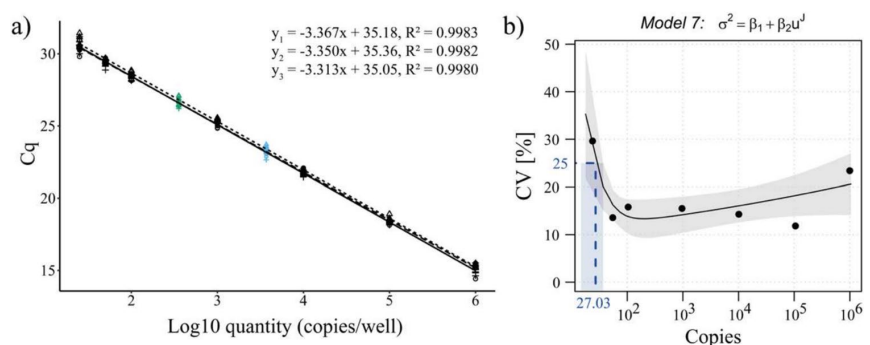 a)
y₁ = -3.367x + 35.18, R² = 0.9983
y₂ = -3.350x + 35.36, R² = 0.9982
y₃ = -3.313x + 35.05, R² = 0.9980
30
25
20
15
Cq
2 3 4 5 6
Log10 quantity (copies/well)
b)
Model 7: σ² = β₁ + β₂uᴶ
50
40
30
25
20
10
0
CV [%]
27.03
10² 10³ 10⁴ 10⁵ 10⁶
Copies